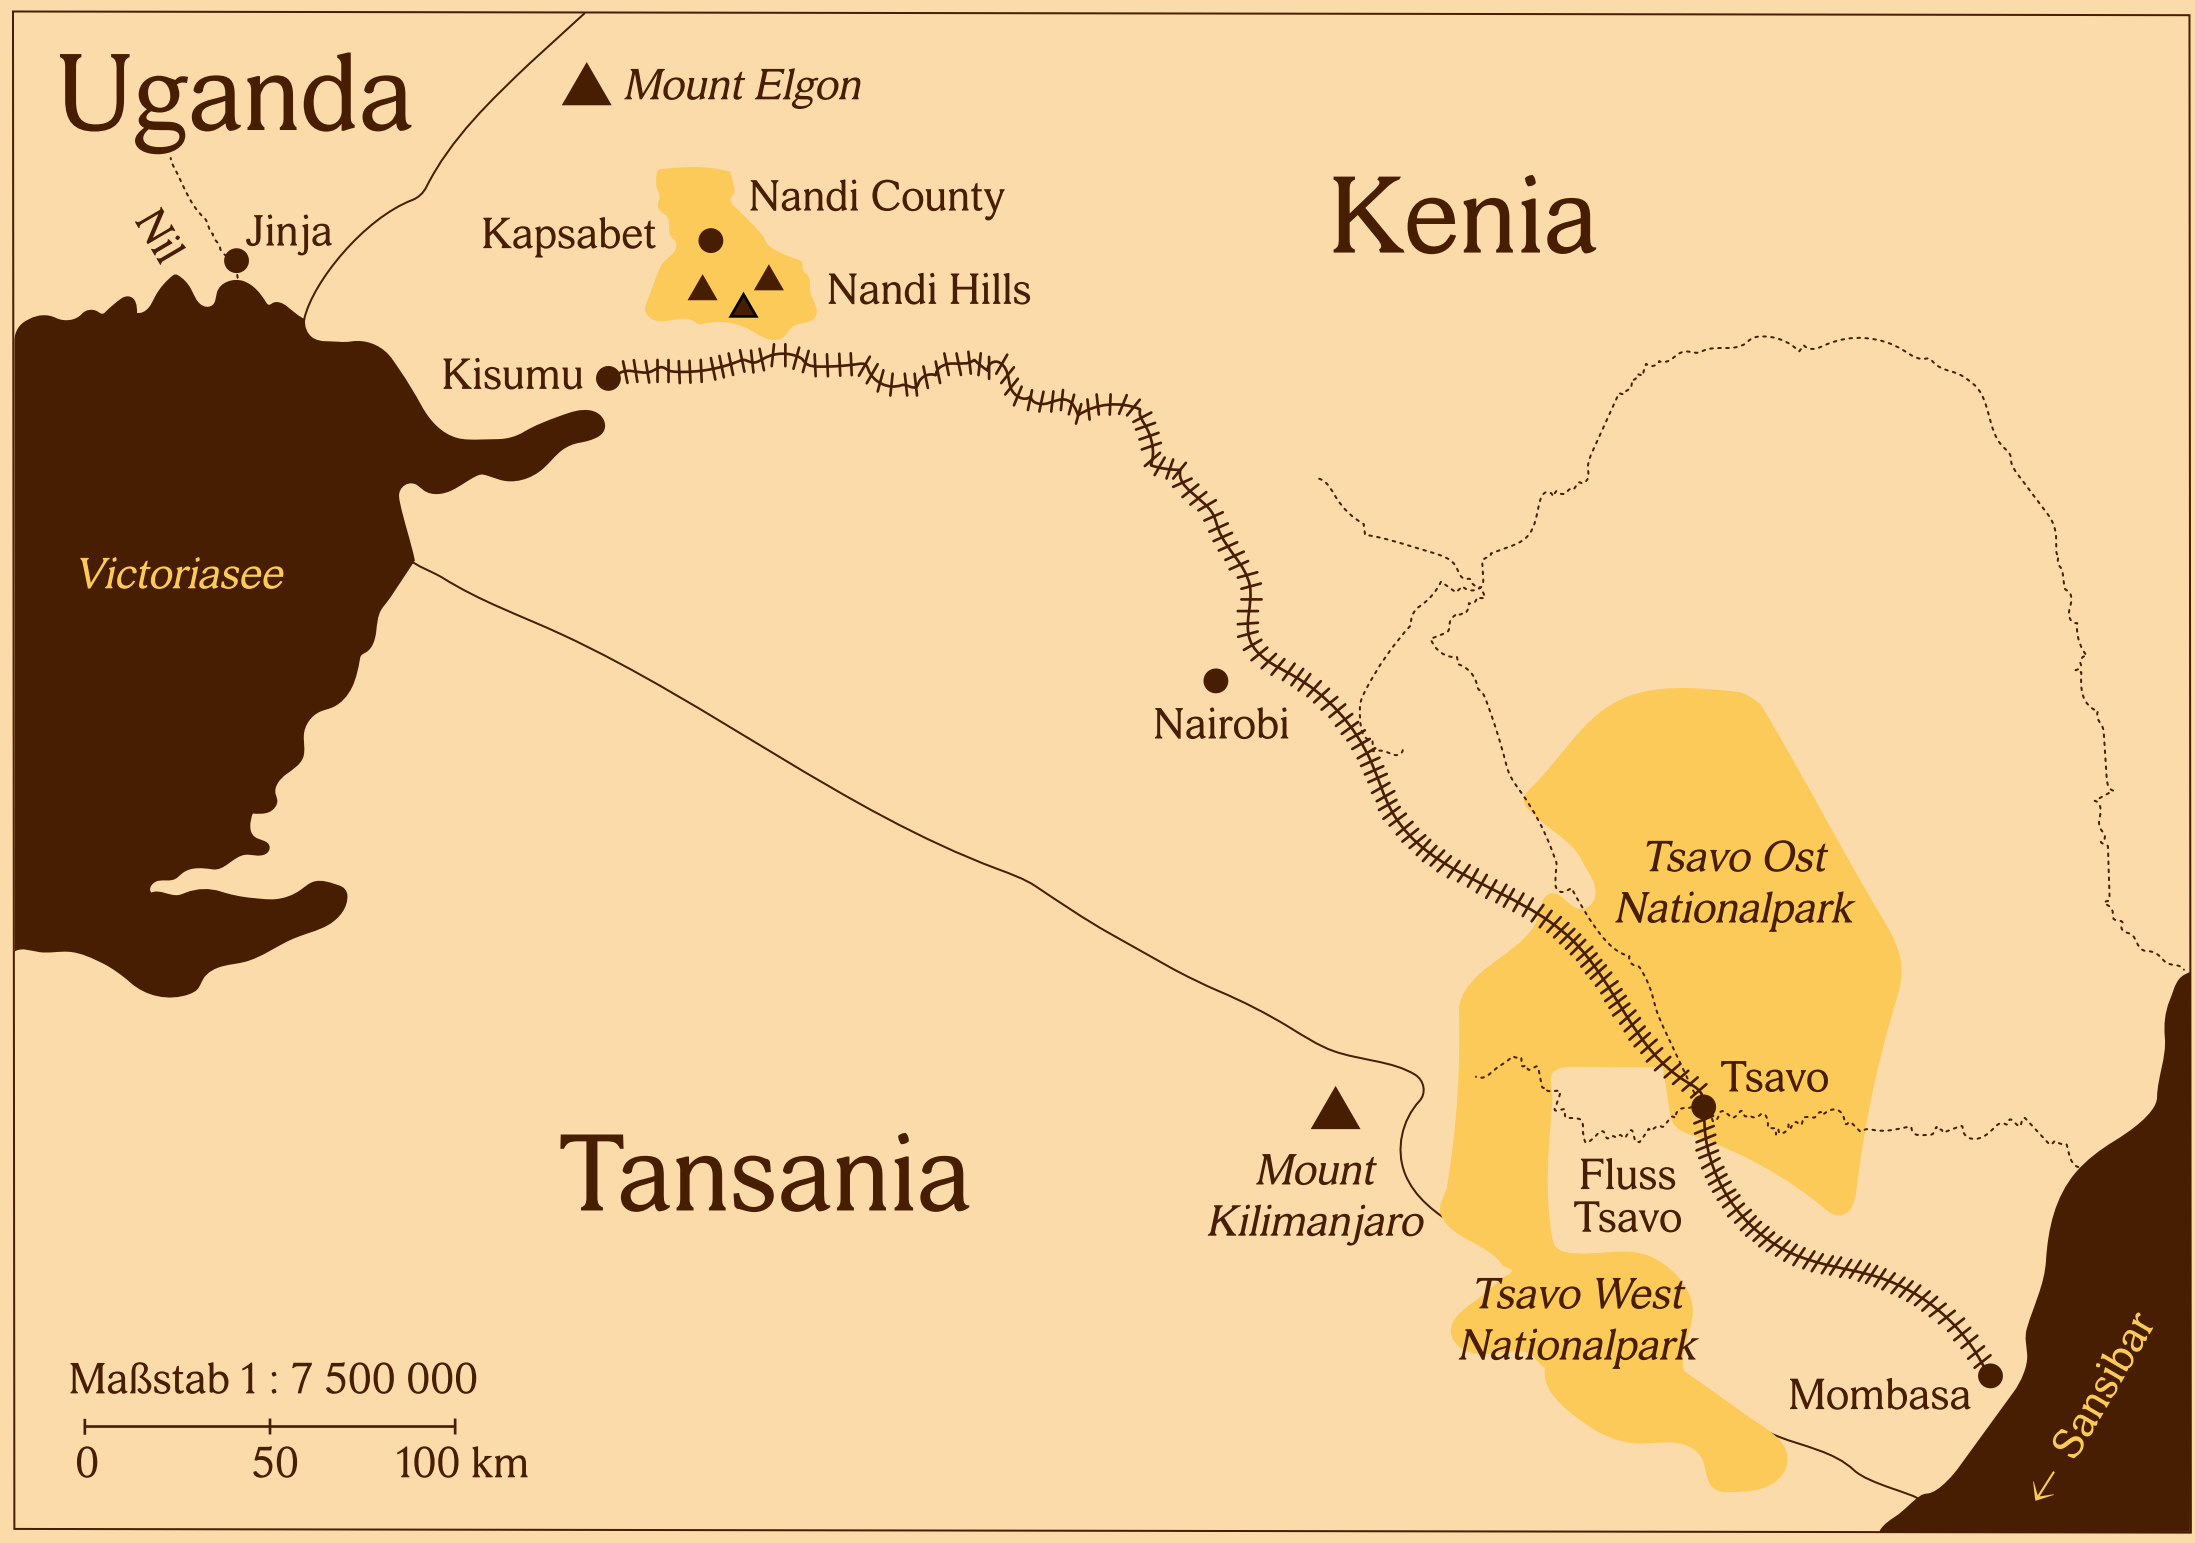 Uganda
Mount Elgon
Kenia
Nandi County
Nil
Jinja
Kapsabet
Nandi Hills
Kisumu
Victoriasee
Nairobi
Tsavo Ost
Nationalpark
Tsavo
Tansania
Mount
Kilimanjaro
Fluss
Tsavo
Tsavo West
Nationalpark
Mombasa
← Sansibar
Maßstab 1 : 7 500 000
0 50 100 km